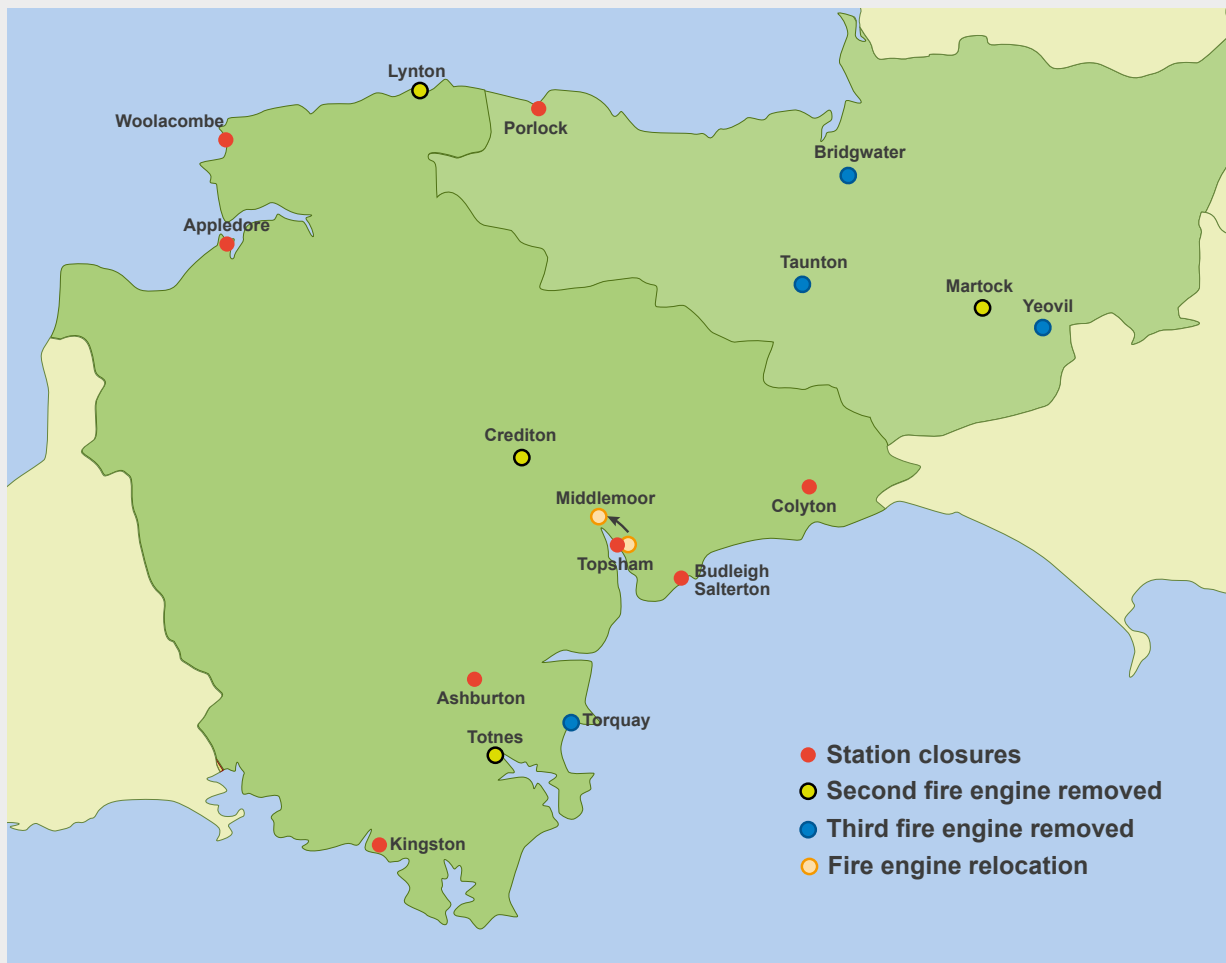 Lynton
Woolacombe
Porlock
Bridgwater
Appledore
Taunton
Martock
Yeovil
Crediton
Middlemoor
Colyton
Topsham
Budleigh
Salterton
Ashburton
Torquay
Totnes
Kingston
Station closures
Second fire engine removed
Third fire engine removed
Fire engine relocation